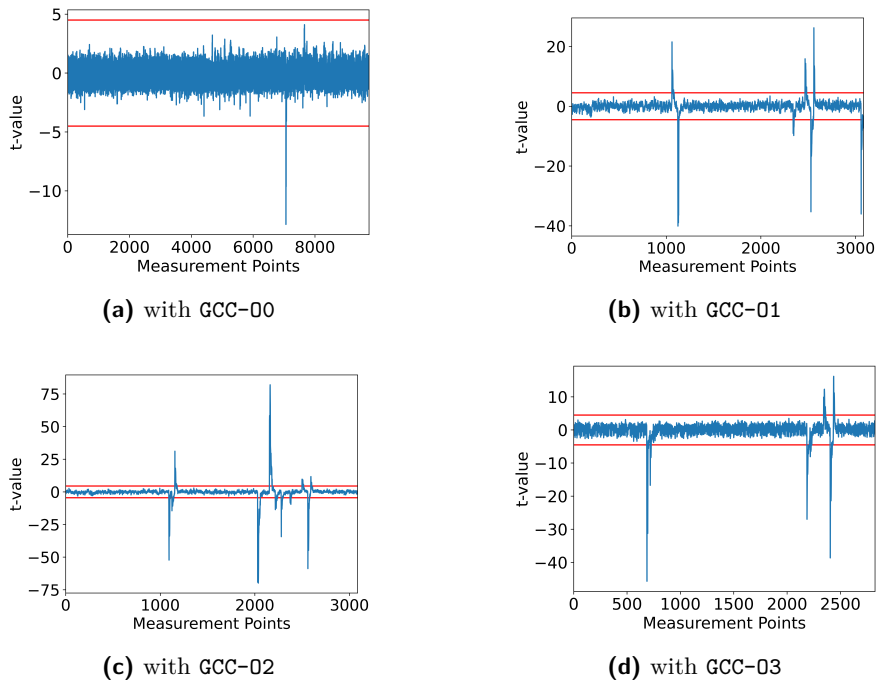 5
0
−5
−10
t-value
0 2000 4000 6000 8000
Measurement Points
(a) with GCC-O0
20
0
−20
−40
t-value
0 1000 2000 3000
Measurement Points
(b) with GCC-O1
75
50
25
0
−25
−50
−75
t-value
0 1000 2000 3000
Measurement Points
(c) with GCC-O2
10
0
−10
−20
−30
−40
t-value
0 500 1000 1500 2000 2500
Measurement Points
(d) with GCC-O3